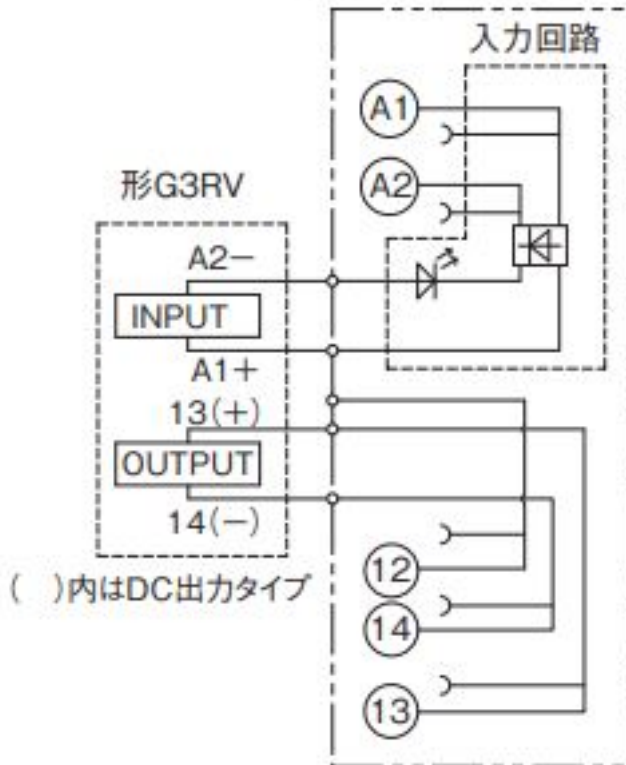 入力回路
A1
A2
形G3RV
A2−
INPUT
A1+
13(+)
OUTPUT
14(−)
12
( )内はDC出力タイプ
14
13